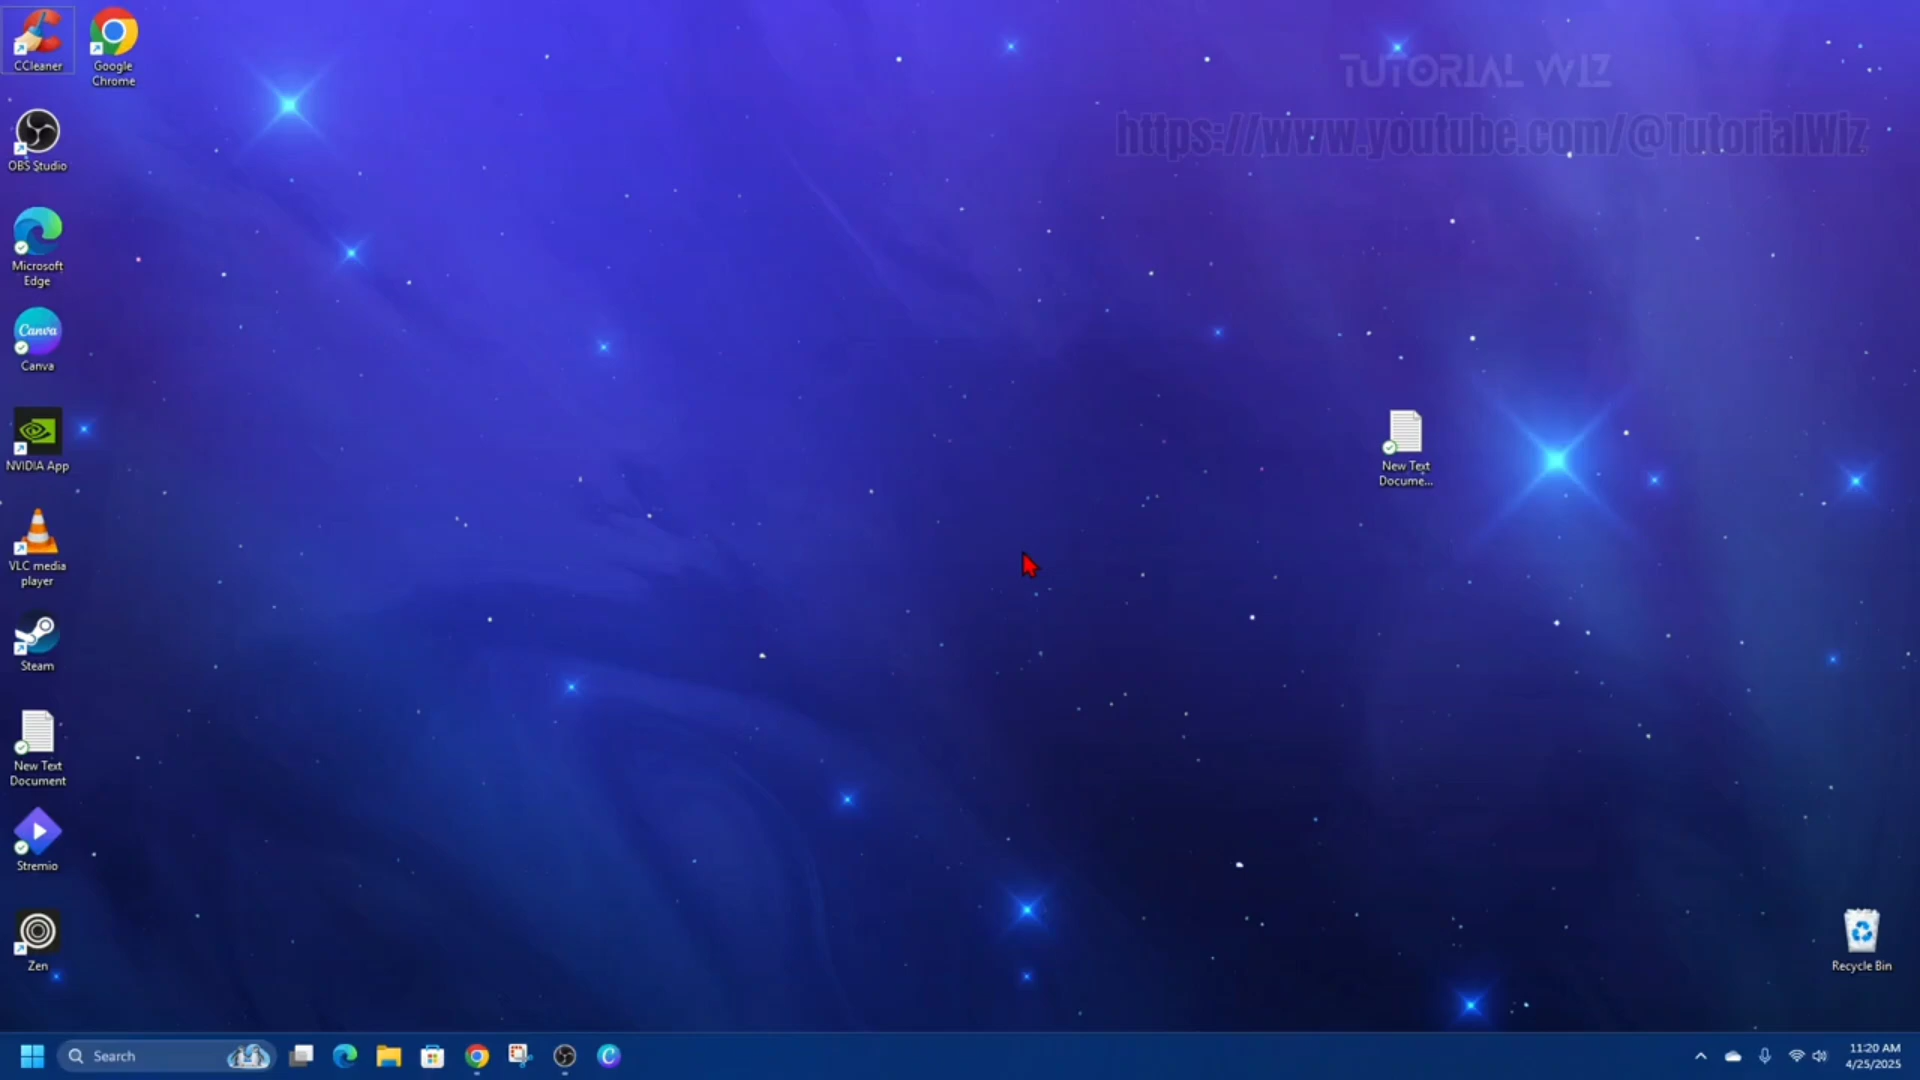 CCleaner
Google
Chrome
TUTORIAL WIZ
https://www.youtube.com/@TutorialWiz
OBS Studio
Microsoft
Edge
Canva
Canva
NVIDIA App
New Text
Docume...
VLC media
player
Steam
New Text
Document
Stremio
Zen
Recycle Bin
Search
C
11:20 AM
4/25/2025